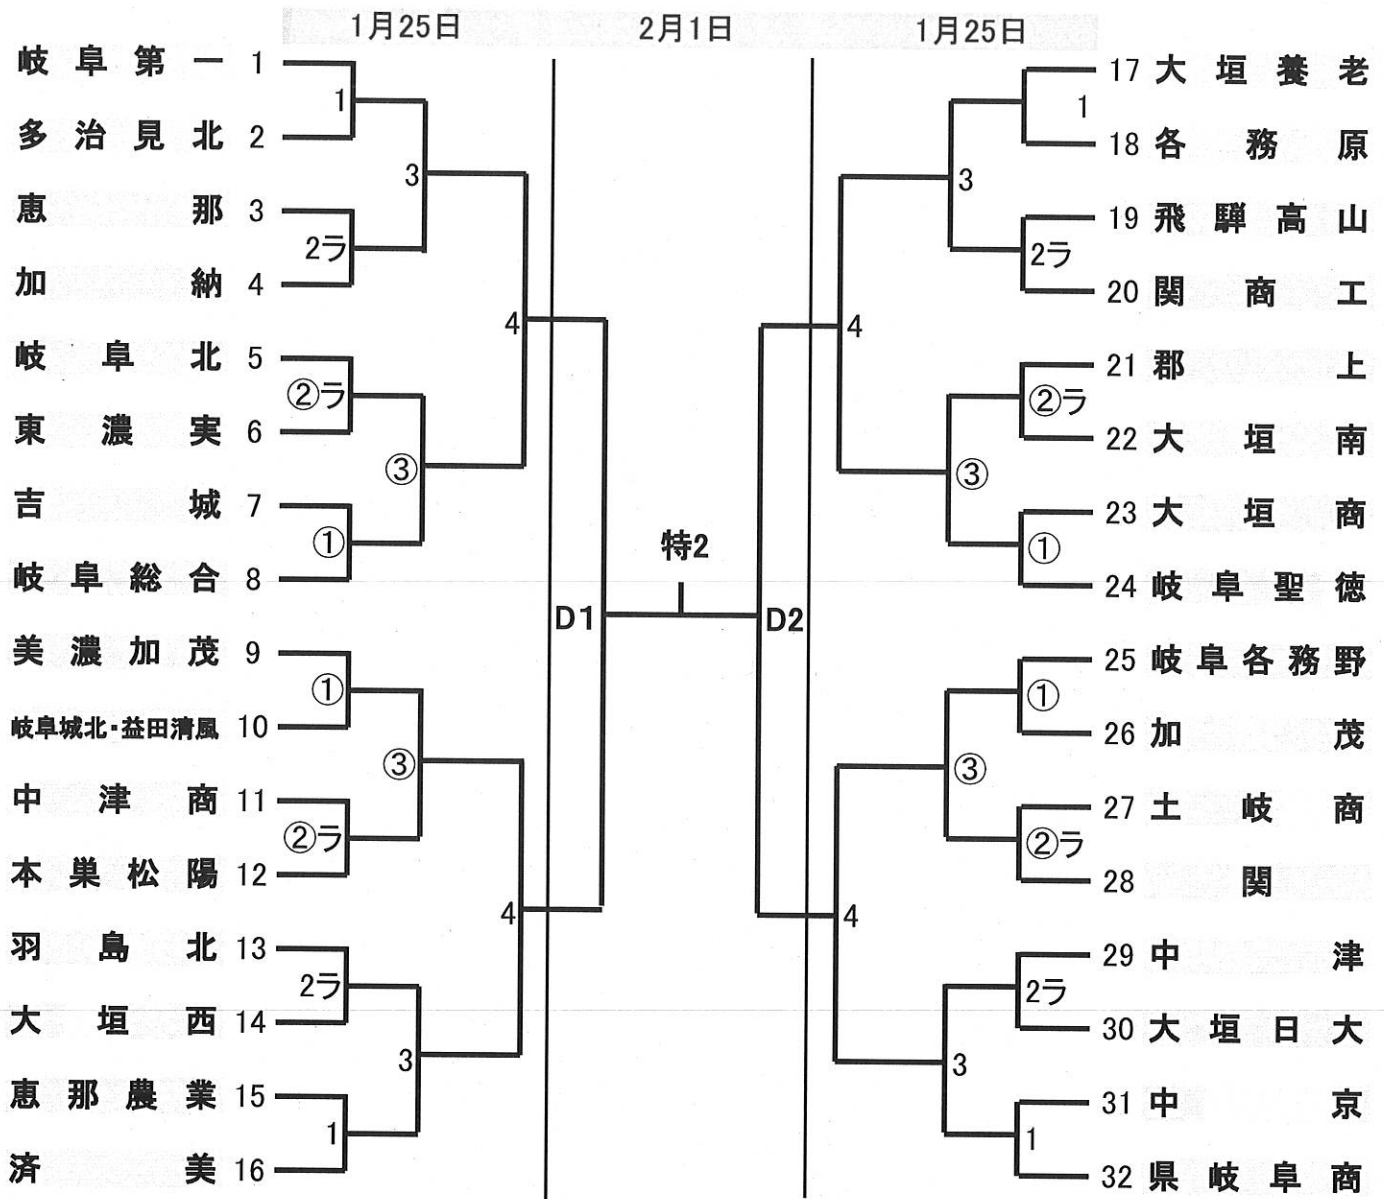 1月25日 2月1日 1月25日
岐阜第一 1
1
多治見北 2
3
恵那 3
2ラ
加納 4
4
岐阜北 5
②ラ
東濃実 6
③
吉城 7
①
岐阜総合 8
D1
美濃加茂 9
①
岐阜城北・益田清風 10
③
中津商 11
②ラ
本巣松陽 12
4
羽島北 13
2ラ
大垣西 14
3
恵那農業 15
1
済美 16
特2
17 大垣養老
1
18 各務原
3
19 飛騨高山
2ラ
20 関商工
4
21 郡上
②ラ
22 大垣南
③
23 大垣商
①
24 岐阜聖徳
D2
25 岐阜各務野
①
26 加茂
③
27 土岐商
②ラ
28 関
4
29 中津
2ラ
30 大垣日大
3
31 中京
1
32 県岐阜商